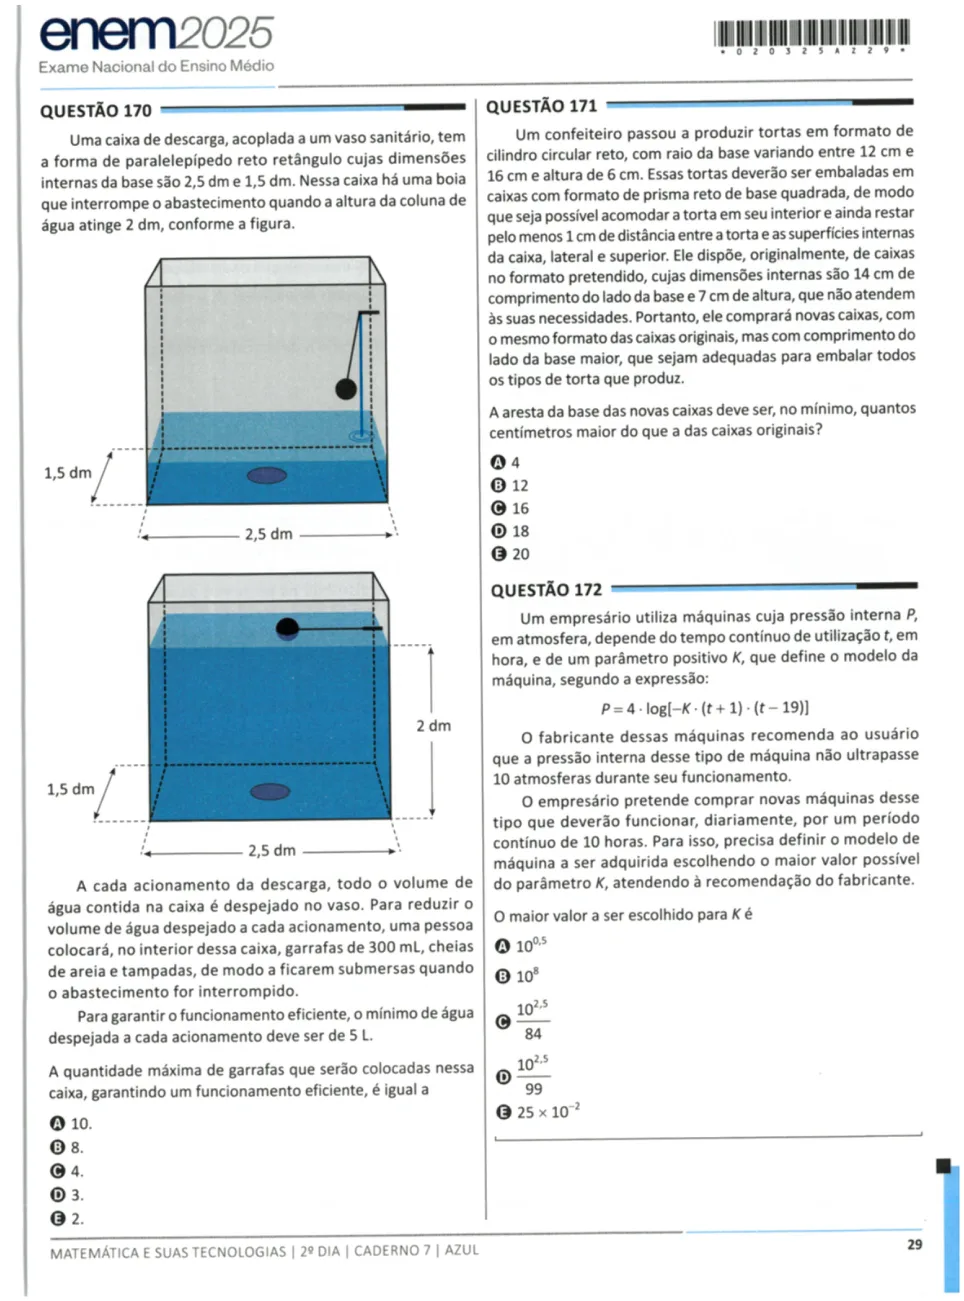 enem2025
Exame Nacional do Ensino Médio
* 0 2 0 3 2 5 A Z 2 9 *
QUESTÃO 170
Uma caixa de descarga, acoplada a um vaso sanitário, tem
a forma de paralelepípedo reto retângulo cujas dimensões
internas da base são 2,5 dm e 1,5 dm. Nessa caixa há uma boia
que interrompe o abastecimento quando a altura da coluna de
água atinge 2 dm, conforme a figura.
1,5 dm
2,5 dm
2 dm
1,5 dm
2,5 dm
A cada acionamento da descarga, todo o volume de
água contida na caixa é despejado no vaso. Para reduzir o
volume de água despejado a cada acionamento, uma pessoa
colocará, no interior dessa caixa, garrafas de 300 mL, cheias
de areia e tampadas, de modo a ficarem submersas quando
o abastecimento for interrompido.
Para garantir o funcionamento eficiente, o mínimo de água
despejada a cada acionamento deve ser de 5 L.
A quantidade máxima de garrafas que serão colocadas nessa
caixa, garantindo um funcionamento eficiente, é igual a
A 10.
B 8.
C 4.
D 3.
E 2.
QUESTÃO 171
Um confeiteiro passou a produzir tortas em formato de
cilindro circular reto, com raio da base variando entre 12 cm e
16 cm e altura de 6 cm. Essas tortas deverão ser embaladas em
caixas com formato de prisma reto de base quadrada, de modo
que seja possível acomodar a torta em seu interior e ainda restar
pelo menos 1 cm de distância entre a torta e as superfícies internas
da caixa, lateral e superior. Ele dispõe, originalmente, de caixas
no formato pretendido, cujas dimensões internas são 14 cm de
comprimento do lado da base e 7 cm de altura, que não atendem
às suas necessidades. Portanto, ele comprará novas caixas, com
o mesmo formato das caixas originais, mas com comprimento do
lado da base maior, que sejam adequadas para embalar todos
os tipos de torta que produz.
A aresta da base das novas caixas deve ser, no mínimo, quantos
centímetros maior do que a das caixas originais?
A 4
B 12
C 16
D 18
E 20
QUESTÃO 172
Um empresário utiliza máquinas cuja pressão interna P,
em atmosfera, depende do tempo contínuo de utilização t, em
hora, e de um parâmetro positivo K, que define o modelo da
máquina, segundo a expressão:
P = 4 · log[–K · (t + 1) · (t – 19)]
O fabricante dessas máquinas recomenda ao usuário
que a pressão interna desse tipo de máquina não ultrapasse
10 atmosferas durante seu funcionamento.
O empresário pretende comprar novas máquinas desse
tipo que deverão funcionar, diariamente, por um período
contínuo de 10 horas. Para isso, precisa definir o modelo de
máquina a ser adquirida escolhendo o maior valor possível
do parâmetro K, atendendo à recomendação do fabricante.
O maior valor a ser escolhido para K é
A 10^0,5
B 10^8
C 10^2,5 / 84
D 10^2,5 / 99
E 25 × 10^–2
MATEMÁTICA E SUAS TECNOLOGIAS | 2º DIA | CADERNO 7 | AZUL
29